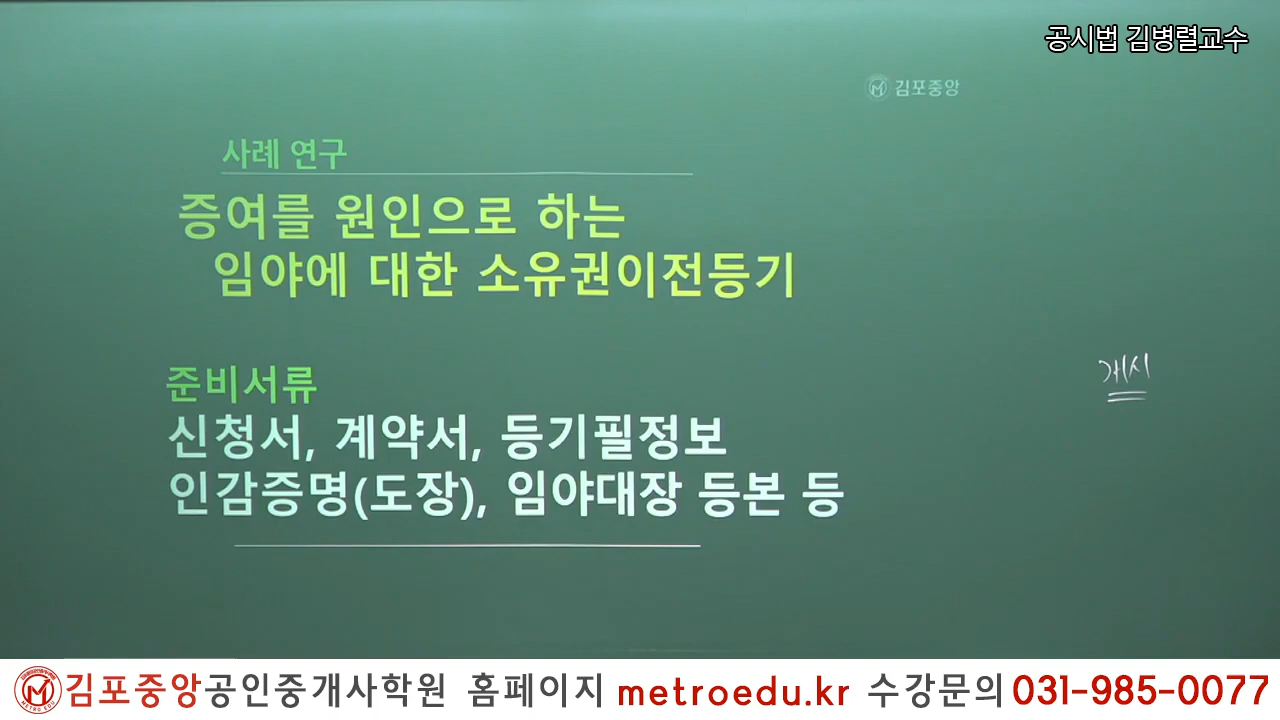 공시법 김병렬교수
김포중앙
사례 연구
증여를 원인으로 하는
임야에 대한 소유권이전등기
개시
준비서류
신청서, 계약서, 등기필정보
인감증명(도장), 임야대장 등본 등
김포중앙공인중개사학원 홈페이지 metroedu.kr 수강문의 031-985-0077